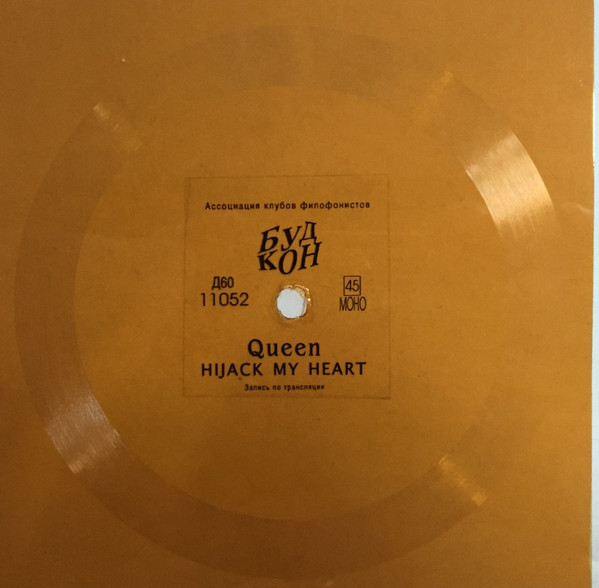 Ассоциация клубов филофонистов
БУД
КОН
Д60
11052
45
МОНО
Queen
HIJACK MY HEART
Запись по трансляции